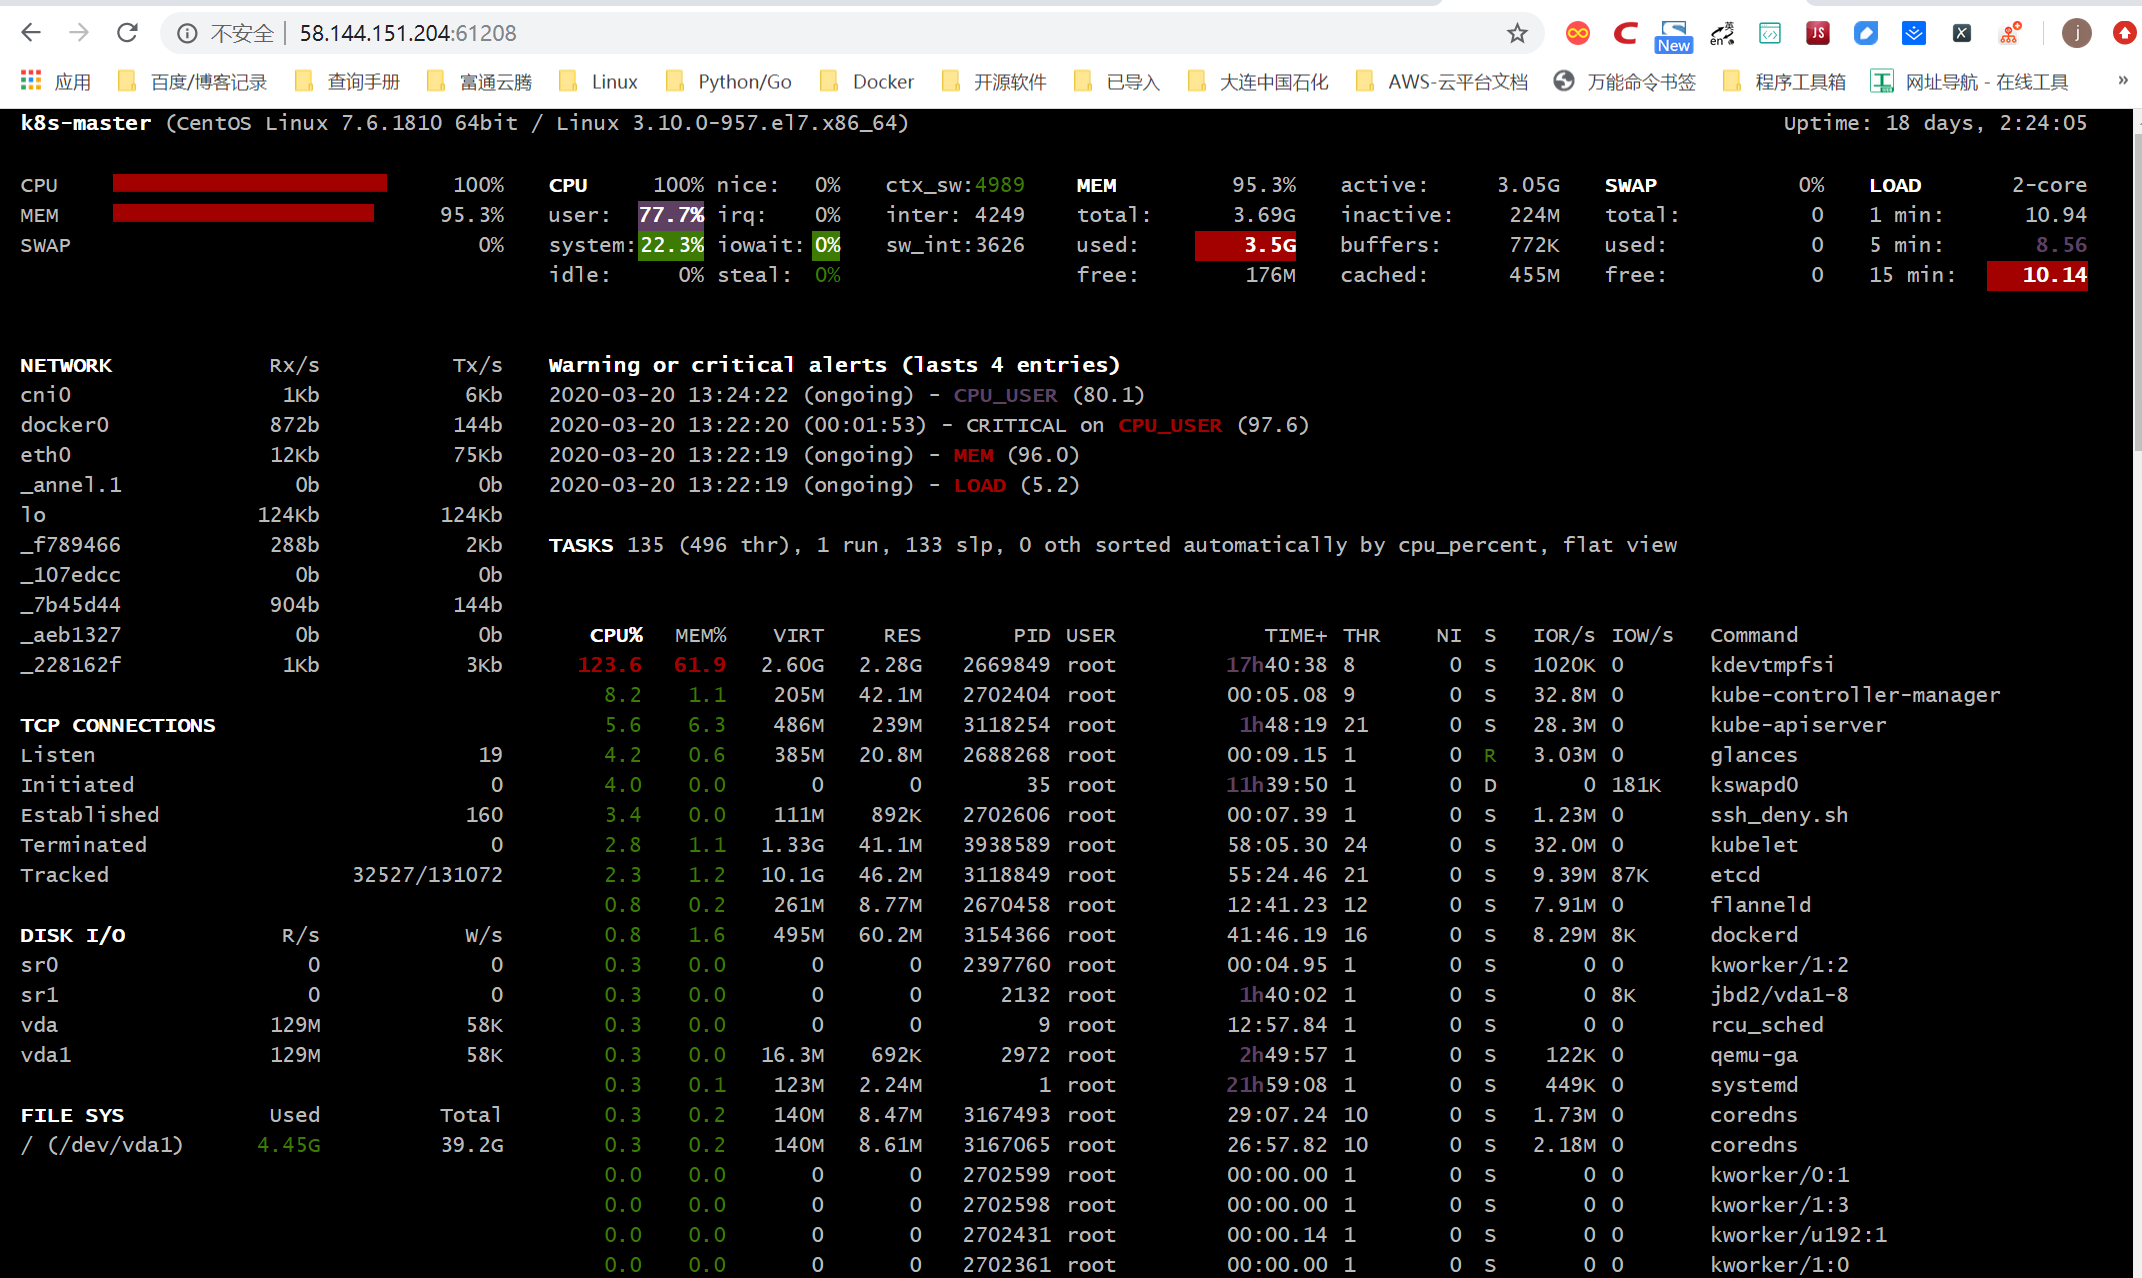 不安全 58.144.151.204:61208 New en英 JS X j
应用 百度/博客记录 查询手册 富通云腾 Linux Python/Go Docker 开源软件 已导入 大连中国石化 AWS-云平台文档 万能命令书签 程序工具箱 网址导航 - 在线工具 »
k8s-master (CentOS Linux 7.6.1810 64bit / Linux 3.10.0-957.el7.x86_64) Uptime: 18 days, 2:24:05
CPU 100% CPU 100% nice: 0% ctx_sw:4989 MEM 95.3% active: 3.05G SWAP 0% LOAD 2-core
MEM 95.3% user: 77.7% irq: 0% inter: 4249 total: 3.69G inactive: 224M total: 0 1 min: 10.94
SWAP 0% system: 22.3% iowait: 0% sw_int:3626 used: 3.5G buffers: 772K used: 0 5 min: 8.56
idle: 0% steal: 0% free: 176M cached: 455M free: 0 15 min: 10.14
NETWORK Rx/s Tx/s Warning or critical alerts (lasts 4 entries)
cni0 1Kb 6Kb 2020-03-20 13:24:22 (ongoing) - CPU_USER (80.1)
docker0 872b 144b 2020-03-20 13:22:20 (00:01:53) - CRITICAL on CPU_USER (97.6)
eth0 12Kb 75Kb 2020-03-20 13:22:19 (ongoing) - MEM (96.0)
_annel.1 0b 0b 2020-03-20 13:22:19 (ongoing) - LOAD (5.2)
lo 124Kb 124Kb
_f789466 288b 2Kb TASKS 135 (496 thr), 1 run, 133 slp, 0 oth sorted automatically by cpu_percent, flat view
_107edcc 0b 0b
_7b45d44 904b 144b
_aeb1327 0b 0b CPU% MEM% VIRT RES PID USER TIME+ THR NI S IOR/s IOW/s Command
_228162f 1Kb 3Kb 123.6 61.9 2.60G 2.28G 2669849 root 17h40:38 8 0 S 1020K 0 kdevtmpfsi
8.2 1.1 205M 42.1M 2702404 root 00:05.08 9 0 S 32.8M 0 kube-controller-manager
TCP CONNECTIONS 5.6 6.3 486M 239M 3118254 root 1h48:19 21 0 S 28.3M 0 kube-apiserver
Listen 19 4.2 0.6 385M 20.8M 2688268 root 00:09.15 1 0 R 3.03M 0 glances
Initiated 0 4.0 0.0 0 0 35 root 11h39:50 1 0 D 0 181K kswapd0
Established 160 3.4 0.0 111M 892K 2702606 root 00:07.39 1 0 S 1.23M 0 ssh_deny.sh
Terminated 0 2.8 1.1 1.33G 41.1M 3938589 root 58:05.30 24 0 S 32.0M 0 kubelet
Tracked 32527/131072 2.3 1.2 10.1G 46.2M 3118849 root 55:24.46 21 0 S 9.39M 87K etcd
0.8 0.2 261M 8.77M 2670458 root 12:41.23 12 0 S 7.91M 0 flanneld
DISK I/O R/s W/s 0.8 1.6 495M 60.2M 3154366 root 41:46.19 16 0 S 8.29M 8K dockerd
sr0 0 0 0.3 0.0 0 0 2397760 root 00:04.95 1 0 S 0 0 kworker/1:2
sr1 0 0 0.3 0.0 0 0 2132 root 1h40:02 1 0 S 0 8K jbd2/vda1-8
vda 129M 58K 0.3 0.0 0 0 9 root 12:57.84 1 0 S 0 0 rcu_sched
vda1 129M 58K 0.3 0.0 16.3M 692K 2972 root 2h49:57 1 0 S 122K 0 qemu-ga
0.3 0.1 123M 2.24M 1 root 21h59:08 1 0 S 449K 0 systemd
FILE SYS Used Total 0.3 0.2 140M 8.47M 3167493 root 29:07.24 10 0 S 1.73M 0 coredns
/ (/dev/vda1) 4.45G 39.2G 0.3 0.2 140M 8.61M 3167065 root 26:57.82 10 0 S 2.18M 0 coredns
0.0 0.0 0 0 2702599 root 00:00.00 1 0 S 0 0 kworker/0:1
0.0 0.0 0 0 2702598 root 00:00.00 1 0 S 0 0 kworker/1:3
0.0 0.0 0 0 2702431 root 00:00.14 1 0 S 0 0 kworker/u192:1
0.0 0.0 0 0 2702361 root 00:00.00 1 0 S 0 0 kworker/1:0